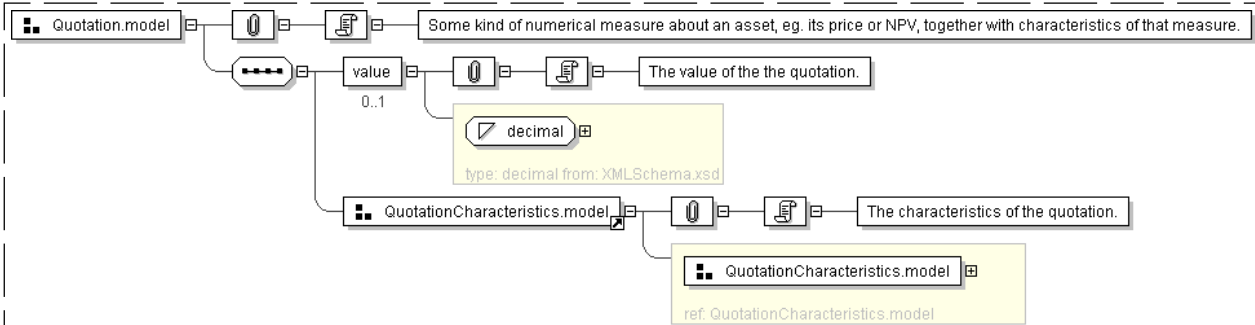 Quotation.model
Some kind of numerical measure about an asset, eg. its price or NPV, together with characteristics of that measure.
value
The value of the the quotation.
0..1
decimal
type: decimal from: XMLSchema.xsd
QuotationCharacteristics.model
The characteristics of the quotation.
QuotationCharacteristics.model
ref: QuotationCharacteristics.model